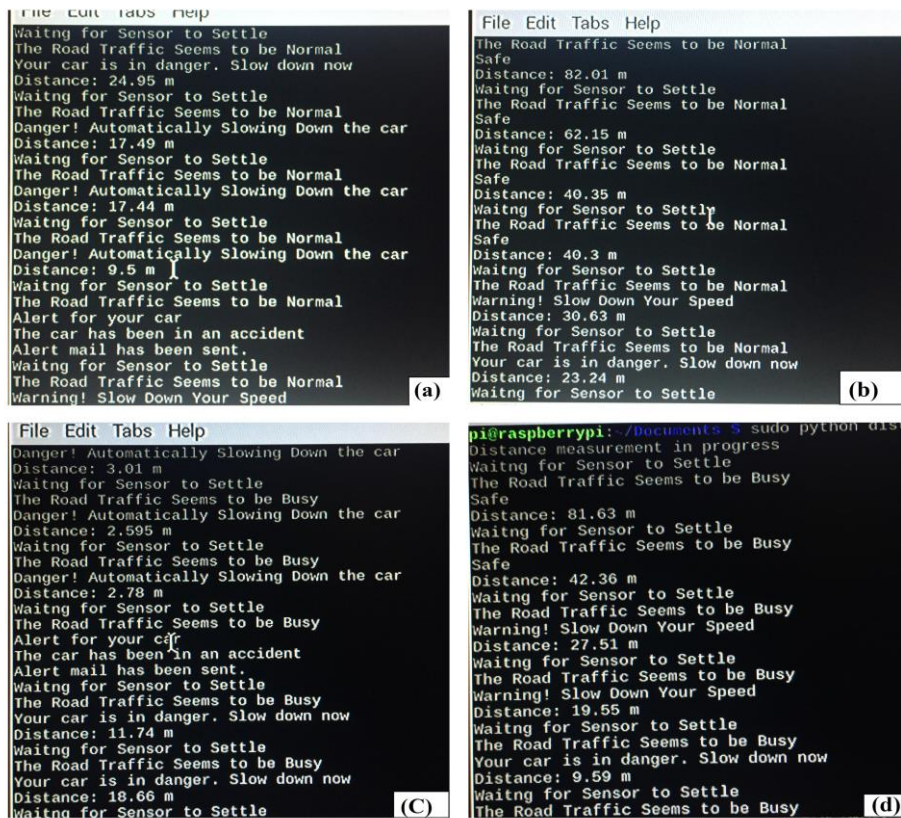 File Edit Tabs Help
Waitng for Sensor to Settle
The Road Traffic Seems to be Normal
Your car is in danger. Slow down now
Distance: 24.95 m
Waitng for Sensor to Settle
The Road Traffic Seems to be Normal
Danger! Automatically Slowing Down the car
Distance: 17.49 m
Waitng for Sensor to Settle
The Road Traffic Seems to be Normal
Danger! Automatically Slowing Down the car
Distance: 17.44 m
Waitng for Sensor to Settle
The Road Traffic Seems to be Normal
Danger! Automatically Slowing Down the car
Distance: 9.5 m
Waitng for Sensor to Settle
The Road Traffic Seems to be Normal
Alert for your car
The car has been in an accident
Alert mail has been sent.
Waitng for Sensor to Settle
The Road Traffic Seems to be Normal
Warning! Slow Down Your Speed
(a)
File Edit Tabs Help
The Road Traffic Seems to be Normal
Safe
Distance: 82.01 m
Waitng for Sensor to Settle
The Road Traffic Seems to be Normal
Safe
Distance: 62.15 m
Waitng for Sensor to Settle
The Road Traffic Seems to be Normal
Safe
Distance: 40.35 m
Waitng for Sensor to Settle
The Road Traffic Seems to be Normal
Safe
Distance: 40.3 m
Waitng for Sensor to Settle
The Road Traffic Seems to be Normal
Warning! Slow Down Your Speed
Distance: 30.63 m
Waitng for Sensor to Settle
The Road Traffic Seems to be Normal
Your car is in danger. Slow down now
Distance: 23.24 m
Waitng for Sensor to Settle
(b)
File Edit Tabs Help
Danger! Automatically Slowing Down the car
Distance: 3.01 m
Waitng for Sensor to Settle
The Road Traffic Seems to be Busy
Danger! Automatically Slowing Down the car
Distance: 2.595 m
Waitng for Sensor to Settle
The Road Traffic Seems to be Busy
Danger! Automatically Slowing Down the car
Distance: 2.78 m
Waitng for Sensor to Settle
The Road Traffic Seems to be Busy
Alert for your car
The car has been in an accident
Alert mail has been sent.
Waitng for Sensor to Settle
The Road Traffic Seems to be Busy
Your car is in danger. Slow down now
Distance: 11.74 m
Waitng for Sensor to Settle
The Road Traffic Seems to be Busy
Your car is in danger. Slow down now
Distance: 18.66 m
Waitng for Sensor to Settle
(C)
pi@raspberrypi:~/Documents $ sudo python dist
Distance measurement in progress
Waitng for Sensor to Settle
The Road Traffic Seems to be Busy
Safe
Distance: 81.63 m
Waitng for Sensor to Settle
The Road Traffic Seems to be Busy
Safe
Distance: 42.36 m
Waitng for Sensor to Settle
The Road Traffic Seems to be Busy
Warning! Slow Down Your Speed
Distance: 27.51 m
Waitng for Sensor to Settle
The Road Traffic Seems to be Busy
Warning! Slow Down Your Speed
Distance: 19.55 m
Waitng for Sensor to Settle
The Road Traffic Seems to be Busy
Your car is in danger. Slow down now
Distance: 9.59 m
Waitng for Sensor to Settle
The Road Traffic Seems to be Busy
(d)